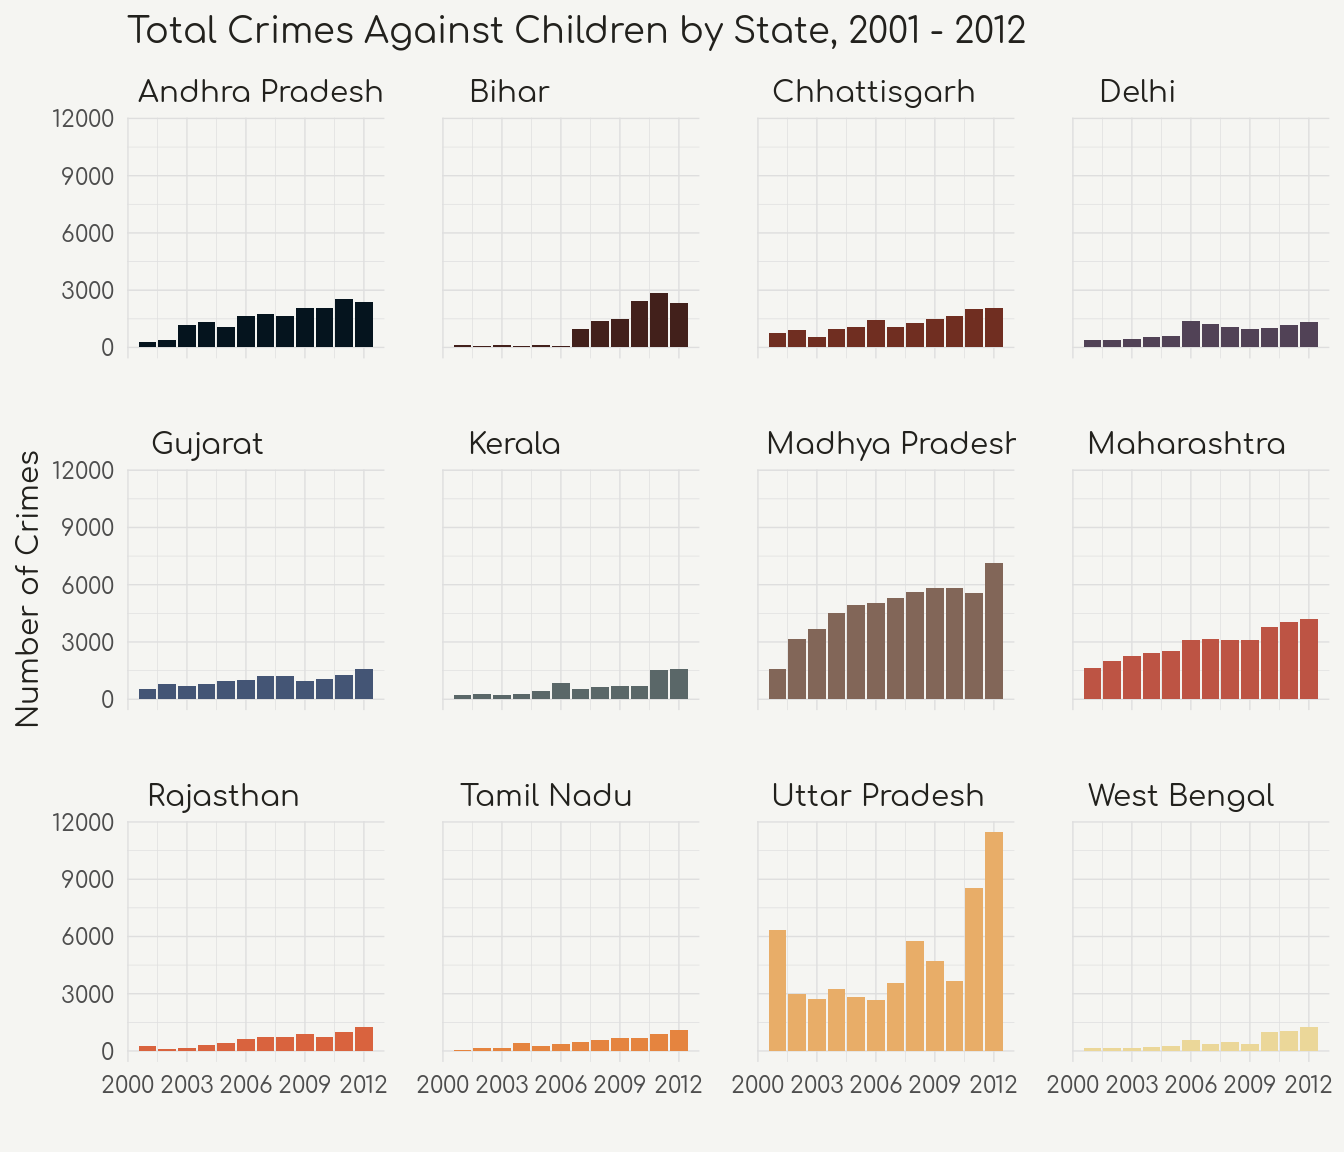 Total Crimes Against Children by State, 2001 - 2012
Andhra Pradesh Bihar Chhattisgarh Delhi
12000
9000
6000
3000
0
Number of Crimes
Gujarat Kerala Madhya Pradesh Maharashtra
12000
9000
6000
3000
0
Rajasthan Tamil Nadu Uttar Pradesh West Bengal
12000
9000
6000
3000
0
2000 2003 2006 2009 2012 2000 2003 2006 2009 2012 2000 2003 2006 2009 2012 2000 2003 2006 2009 2012